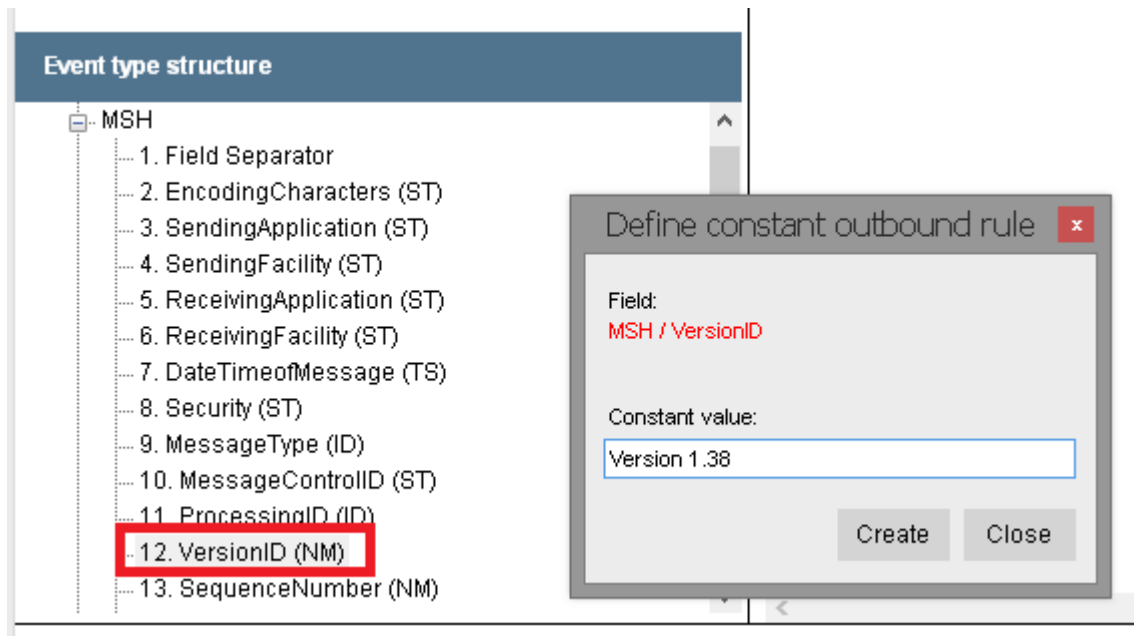 Event type structure
MSH
1. Field Separator
2. EncodingCharacters (ST)
3. SendingApplication (ST)
4. SendingFacility (ST)
5. ReceivingApplication (ST)
6. ReceivingFacility (ST)
7. DateTimeofMessage (TS)
8. Security (ST)
9. MessageType (ID)
10. MessageControlID (ST)
11. ProcessingID (ID)
12. VersionID (NM)
13. SequenceNumber (NM)
Define constant outbound rule
x
Field:
MSH / VersionID
Constant value:
Version 1.38
Create Close